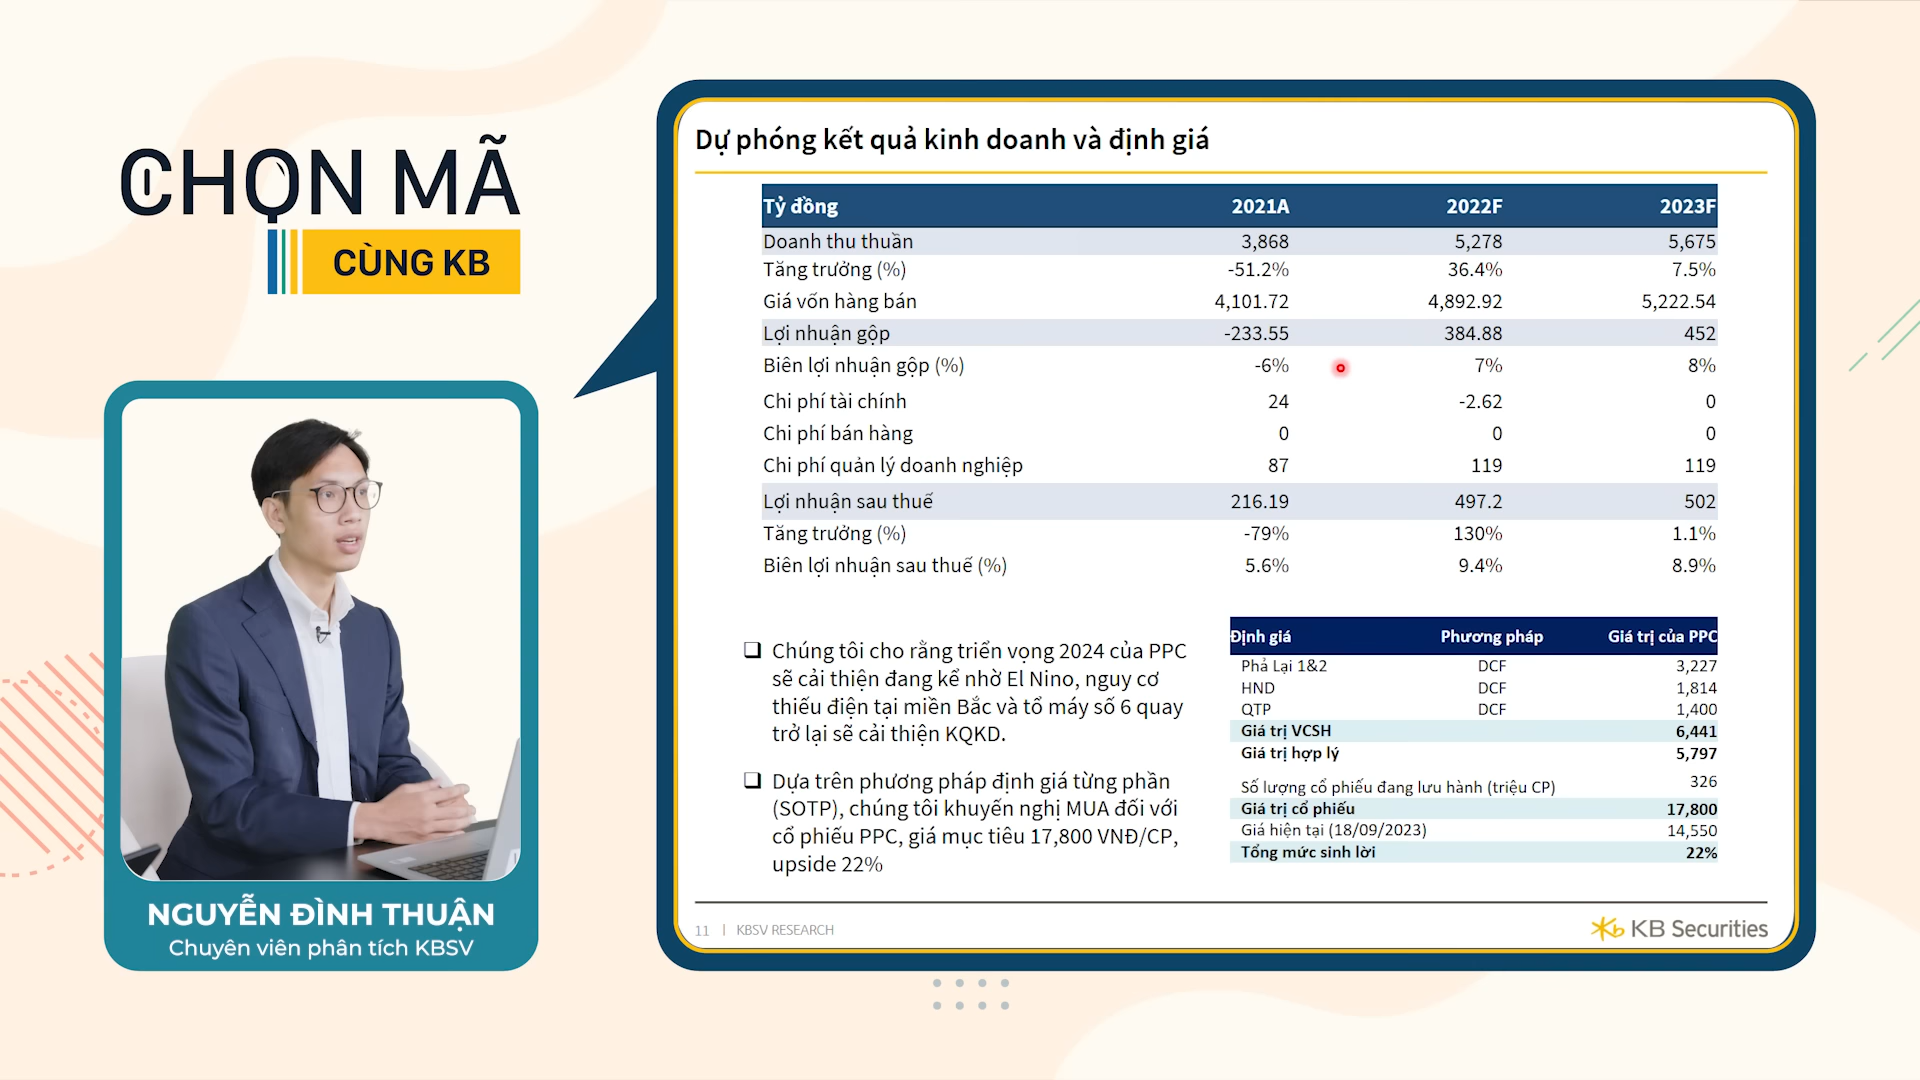 CHỌN MÃ
CÙNG KB
NGUYỄN ĐÌNH THUẬN
Chuyên viên phân tích KBSV
Dự phóng kết quả kinh doanh và định giá
Tỷ đồng 2021A 2022F 2023F
Doanh thu thuần 3,868 5,278 5,675
Tăng trưởng (%) -51.2% 36.4% 7.5%
Giá vốn hàng bán 4,101.72 4,892.92 5,222.54
Lợi nhuận gộp -233.55 384.88 452
Biên lợi nhuận gộp (%) -6% 7% 8%
Chi phí tài chính 24 -2.62 0
Chi phí bán hàng 0 0 0
Chi phí quản lý doanh nghiệp 87 119 119
Lợi nhuận sau thuế 216.19 497.2 502
Tăng trưởng (%) -79% 130% 1.1%
Biên lợi nhuận sau thuế (%) 5.6% 9.4% 8.9%
❑ Chúng tôi cho rằng triển vọng 2024 của PPC
sẽ cải thiện đang kể nhờ El Nino, nguy cơ
thiếu điện tại miền Bắc và tổ máy số 6 quay
trở lại sẽ cải thiện KQKD.
❑ Dựa trên phương pháp định giá từng phần
(SOTP), chúng tôi khuyến nghị MUA đối với
cổ phiếu PPC, giá mục tiêu 17,800 VNĐ/CP,
upside 22%
Định giá Phương pháp Giá trị của PPC
Phả Lại 1&2 DCF 3,227
HND DCF 1,814
QTP DCF 1,400
Giá trị VCSH 6,441
Giá trị hợp lý 5,797
Số lượng cổ phiếu đang lưu hành (triệu CP) 326
Giá trị cổ phiếu 17,800
Giá hiện tại (18/09/2023) 14,550
Tổng mức sinh lời 22%
11 | KBSV RESEARCH
KB Securities